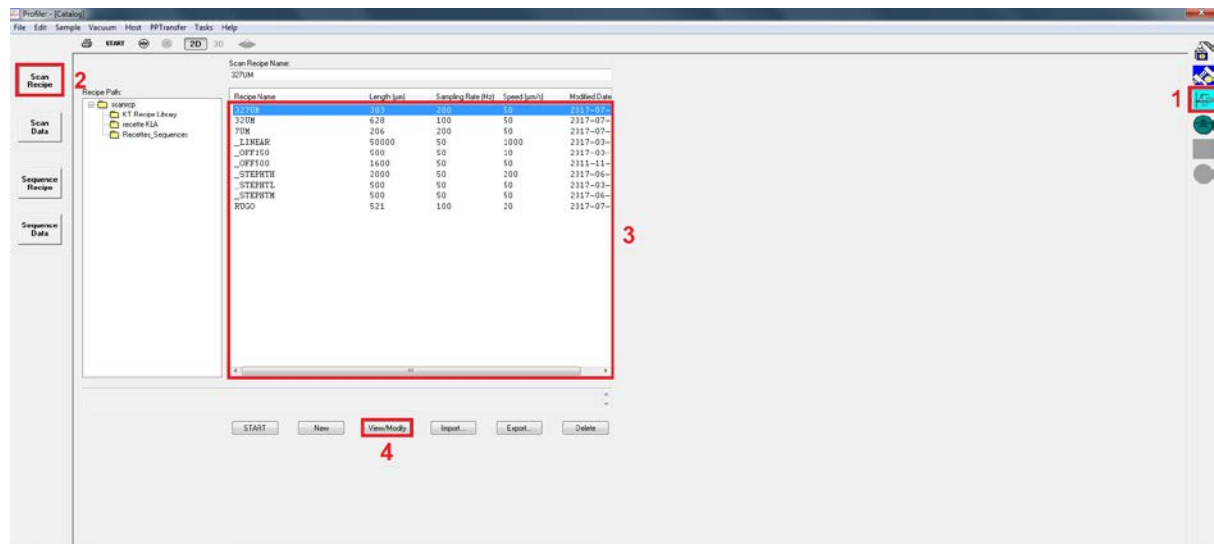 Profiler - [Catalog]
File Edit Sample Vacuum Host PPTransfer Tasks Help
START 2D 3D
Scan Recipe
2
Scan Data
Sequence Recipe
Sequence Data
Recipe Path:
scanrcp
KT Recipe Library
recette KLA
Recettes_Sequences
Scan Recipe Name:
327UM
Recipe Name Length [µm] Sampling Rate (Hz) Speed [µm/s] Modified Date
327UM 383 200 50 2317-07-
32UM 628 100 50 2317-07-
7UM 206 200 50 2317-07-
_LINEAR 50000 50 1000 2317-03-
_OFF150 500 50 10 2317-03-
_OFF500 1600 50 50 2311-11-
_STEPHTH 2000 50 200 2317-06-
_STEPHTL 500 50 50 2317-03-
_STEPHTM 500 50 50 2317-06-
RUGO 521 100 20 2317-07-
3
START New View/Modify Import... Export... Delete
4
1